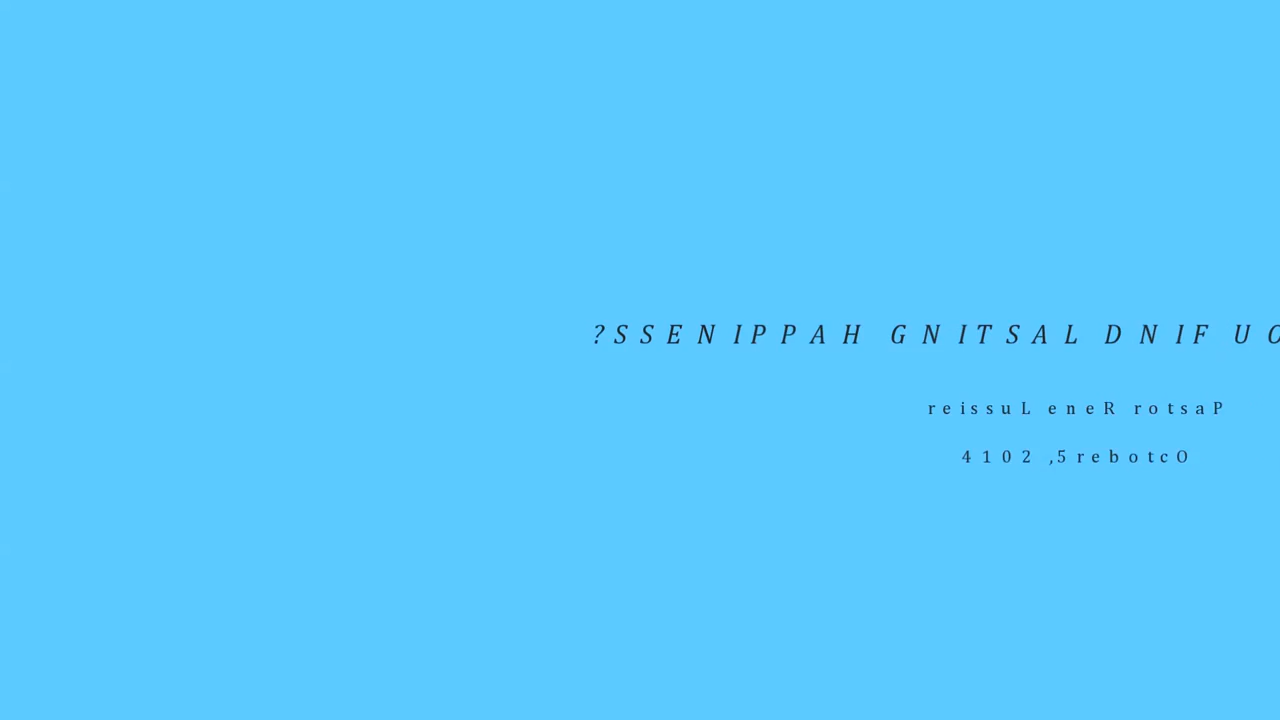 ?SSENIPPAH GNITSAL DNIF UO
reissuL eneR rotsaP
4102 ,5rebotcO